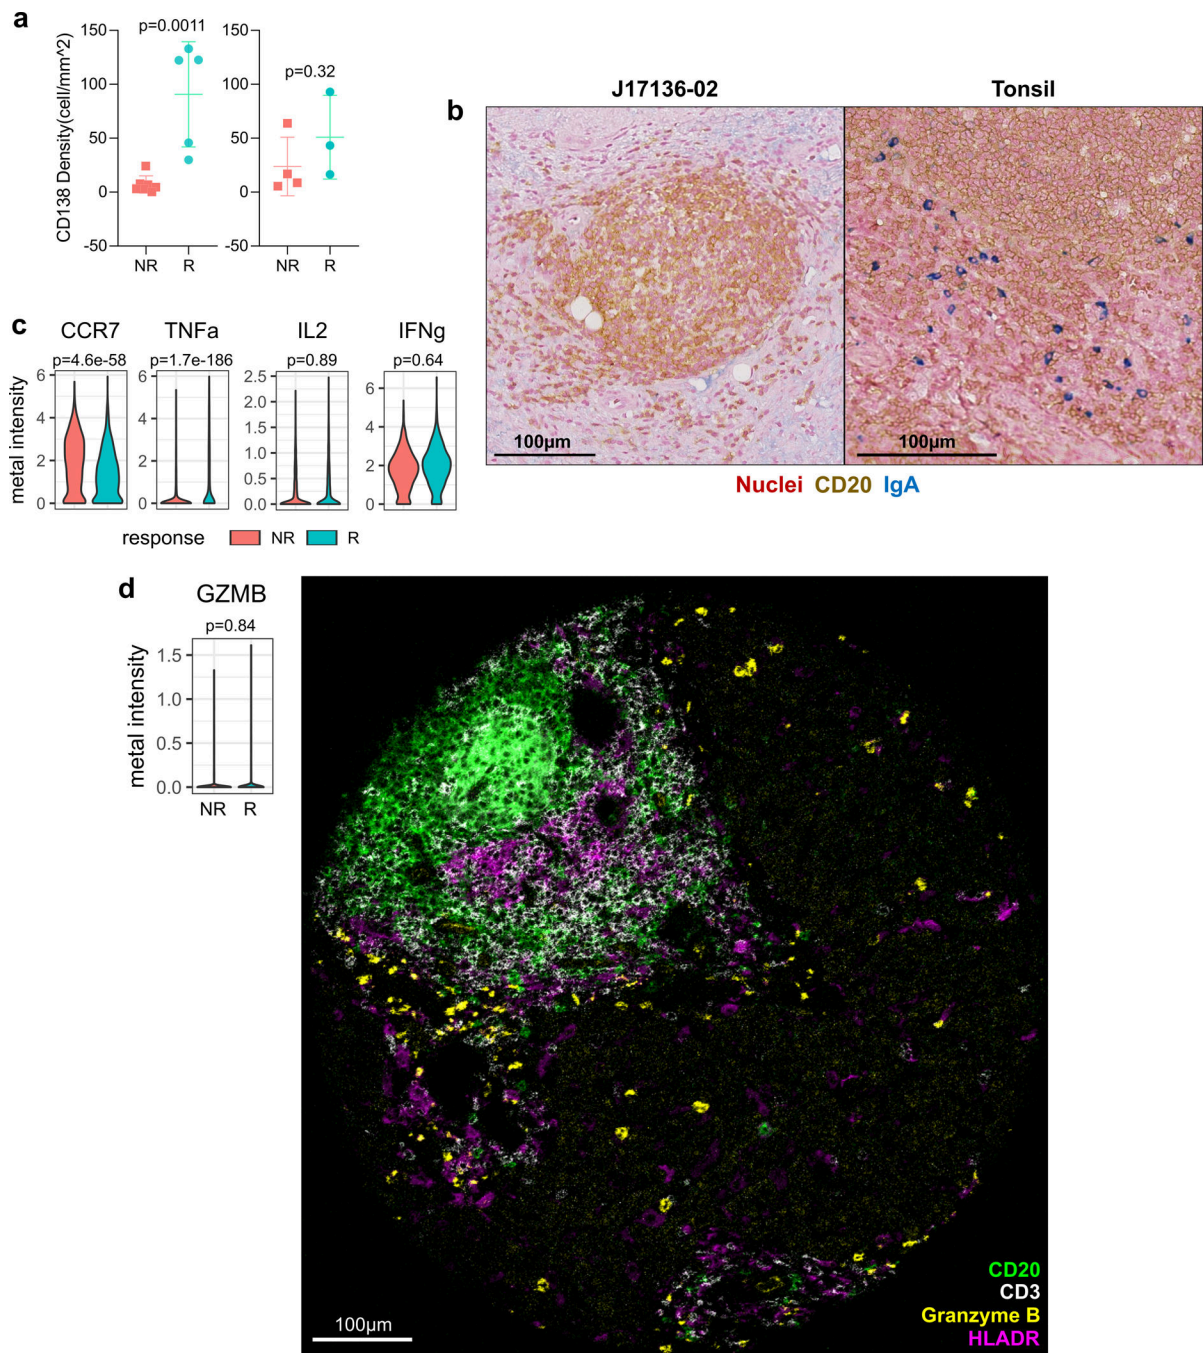 a
CD138 Density(cell/mm^2)
150
100
50
0
-50
p=0.0011
NR R
150
100
50
0
-50
p=0.32
NR R
b
J17136-02
Tonsil
100µm
100µm
Nuclei CD20 IgA
c
metal intensity
CCR7
p=4.6e-58
6
4
2
0
TNFa
p=1.7e-186
6
4
2
0
IL2
p=0.89
2.5
2.0
1.5
1.0
0.5
0.0
IFNg
p=0.64
6
4
2
0
response NR R
d
GZMB
p=0.84
metal intensity
1.5
1.0
0.5
0.0
NR R
100µm
CD20
CD3
Granzyme B
HLADR